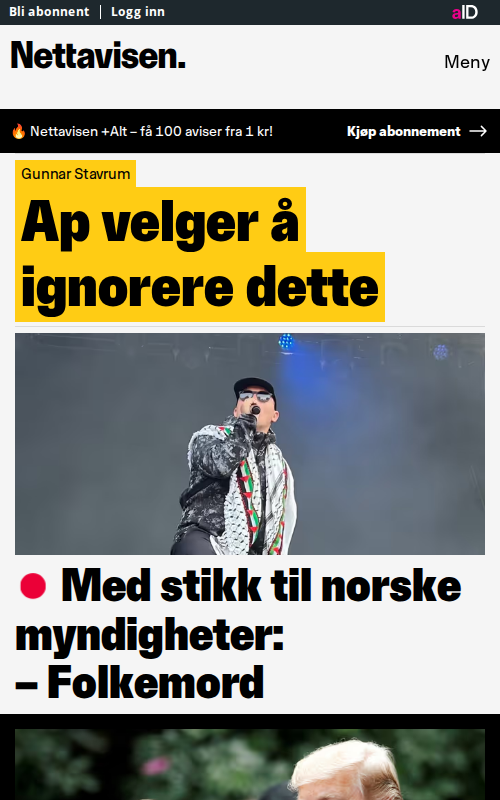 Bli abonnent | Logg inn aID
Nettavisen.
Meny
🔥 Nettavisen +Alt – få 100 aviser fra 1 kr! Kjøp abonnement →
Gunnar Stavrum
Ap velger å
ignorere dette
Med stikk til norske
myndigheter:
– Folkemord